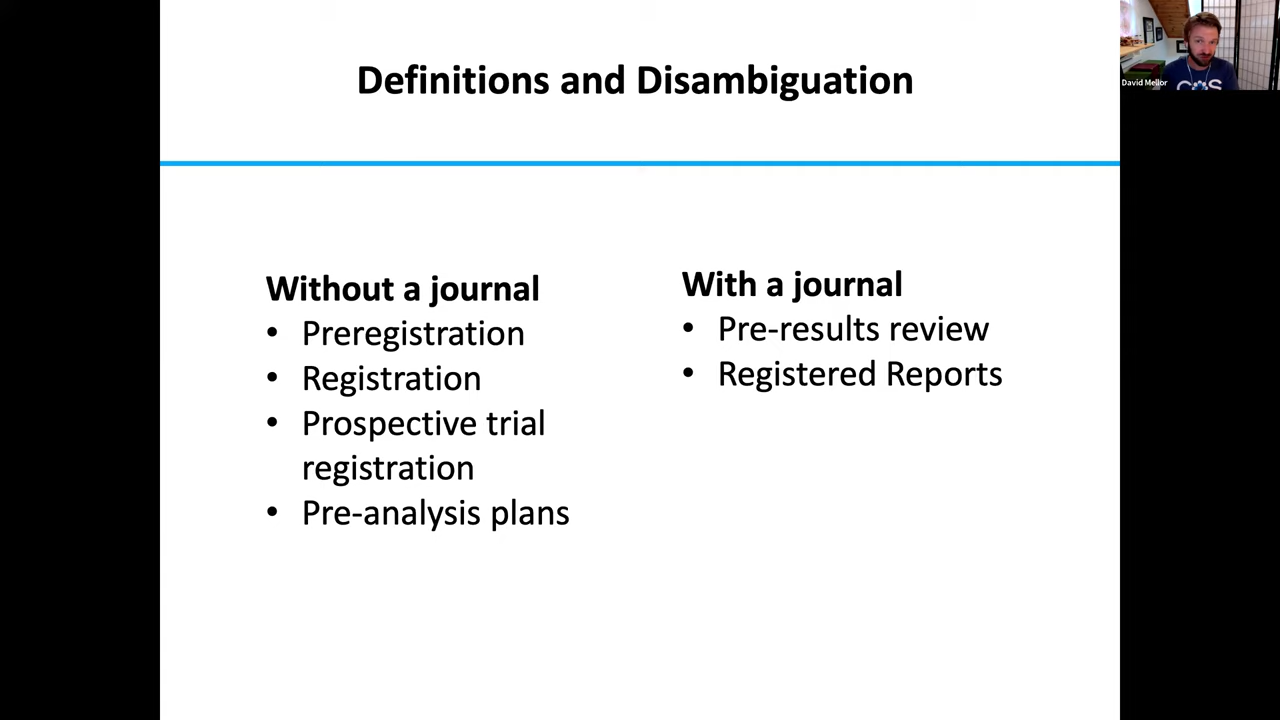 Definitions and Disambiguation
Without a journal
• Preregistration
• Registration
• Prospective trial
registration
• Pre-analysis plans
With a journal
• Pre-results review
• Registered Reports
David Mellor